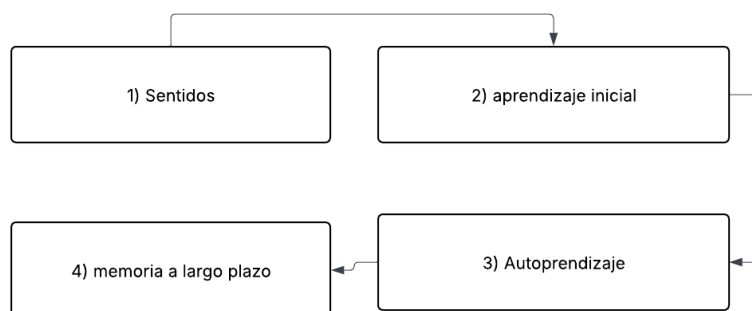 1) Sentidos
2) aprendizaje inicial
3) Autoprendizaje
4) memoria a largo plazo